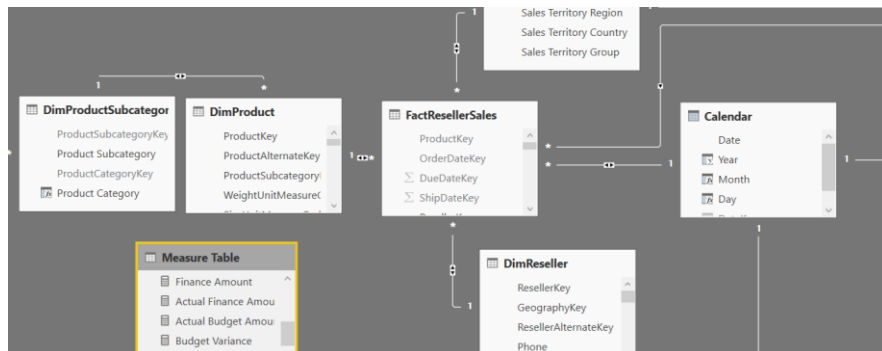 Sales Territory Region
Sales Territory Country
Sales Territory Group
1
1
*
1
*
DimProductSubcategor
ProductSubcategoryKey
Product Subcategory
ProductCategoryKey
Product Category
*
DimProduct
ProductKey
ProductAlternateKey
ProductSubcategory
WeightUnitMeasureC
1
*
FactResellerSales
ProductKey
OrderDateKey
Σ DueDateKey
Σ ShipDateKey
*
*
1
Calendar
Date
Year
Month
Day
1
1
*
1
Measure Table
Finance Amount
Actual Finance Amou
Actual Budget Amou
Budget Variance
DimReseller
ResellerKey
GeographyKey
ResellerAlternateKey
Phone